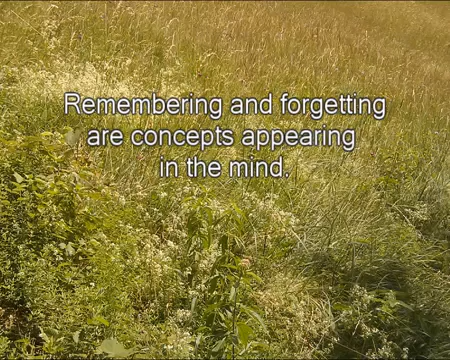 Remembering and forgetting
are concepts appearing
in the mind.